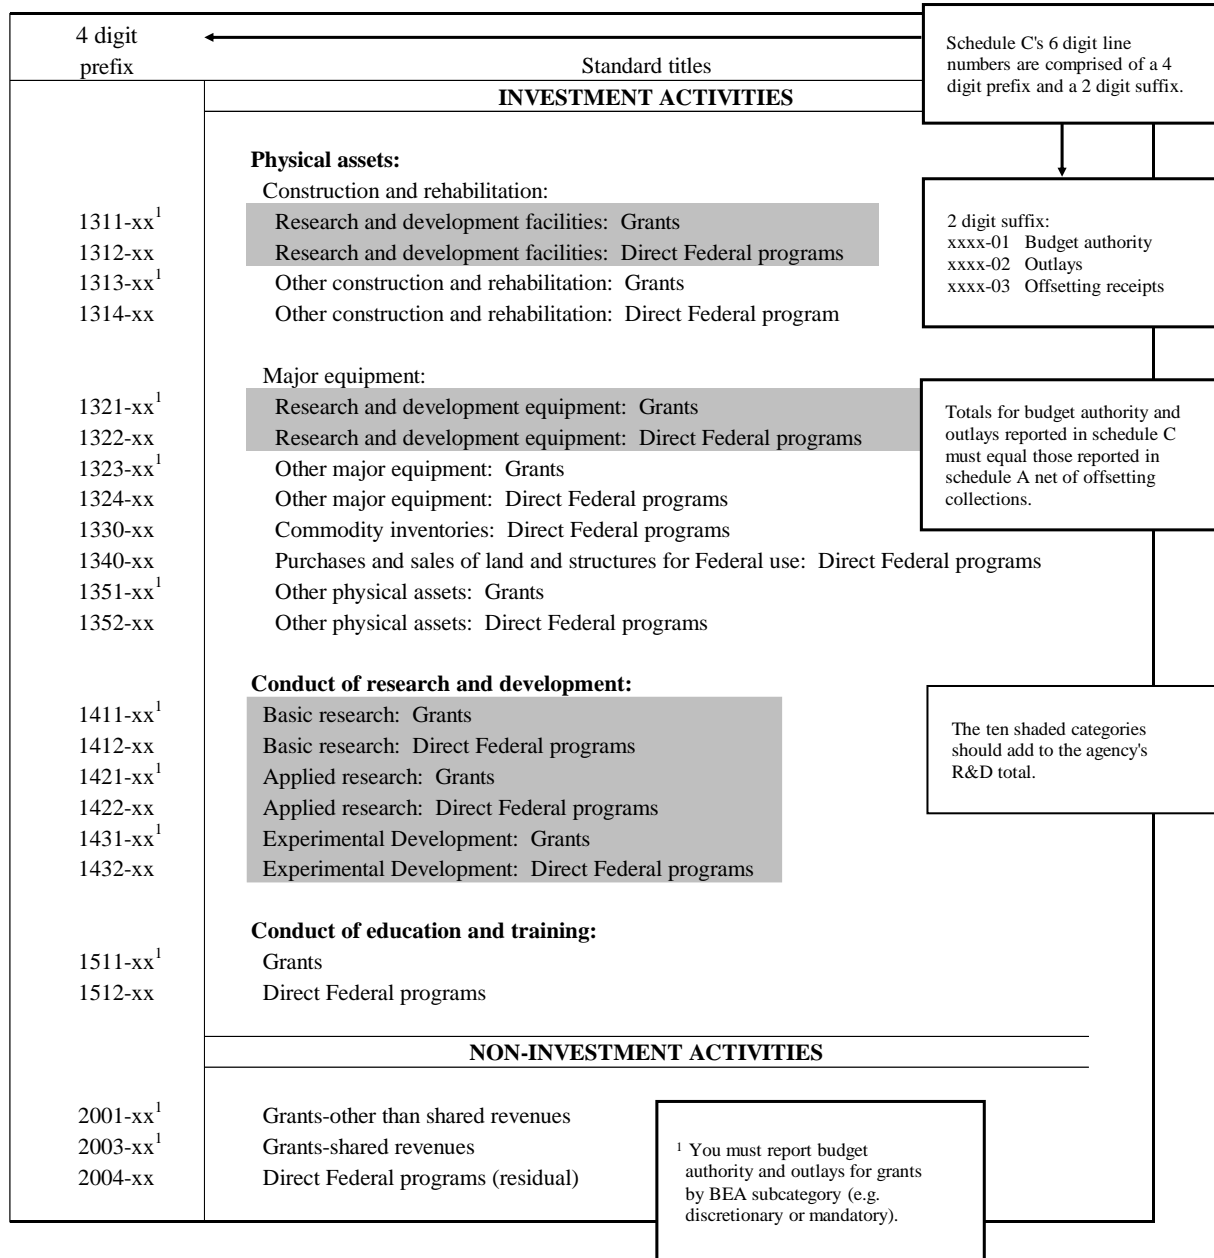 4 digit
prefix
Standard titles
Schedule C's 6 digit line
numbers are comprised of a 4
digit prefix and a 2 digit suffix.
INVESTMENT ACTIVITIES
Physical assets:
Construction and rehabilitation:
1311-xx¹ Research and development facilities: Grants
1312-xx Research and development facilities: Direct Federal programs
1313-xx¹ Other construction and rehabilitation: Grants
1314-xx Other construction and rehabilitation: Direct Federal program
2 digit suffix:
xxxx-01 Budget authority
xxxx-02 Outlays
xxxx-03 Offsetting receipts
Major equipment:
1321-xx¹ Research and development equipment: Grants
1322-xx Research and development equipment: Direct Federal programs
1323-xx¹ Other major equipment: Grants
1324-xx Other major equipment: Direct Federal programs
1330-xx Commodity inventories: Direct Federal programs
1340-xx Purchases and sales of land and structures for Federal use: Direct Federal programs
1351-xx¹ Other physical assets: Grants
1352-xx Other physical assets: Direct Federal programs
Totals for budget authority and
outlays reported in schedule C
must equal those reported in
schedule A net of offsetting
collections.
Conduct of research and development:
1411-xx¹ Basic research: Grants
1412-xx Basic research: Direct Federal programs
1421-xx¹ Applied research: Grants
1422-xx Applied research: Direct Federal programs
1431-xx¹ Experimental Development: Grants
1432-xx Experimental Development: Direct Federal programs
The ten shaded categories
should add to the agency's
R&D total.
Conduct of education and training:
1511-xx¹ Grants
1512-xx Direct Federal programs
NON-INVESTMENT ACTIVITIES
2001-xx¹ Grants-other than shared revenues
2003-xx¹ Grants-shared revenues
2004-xx Direct Federal programs (residual)
¹ You must report budget
authority and outlays for grants
by BEA subcategory (e.g.
discretionary or mandatory).